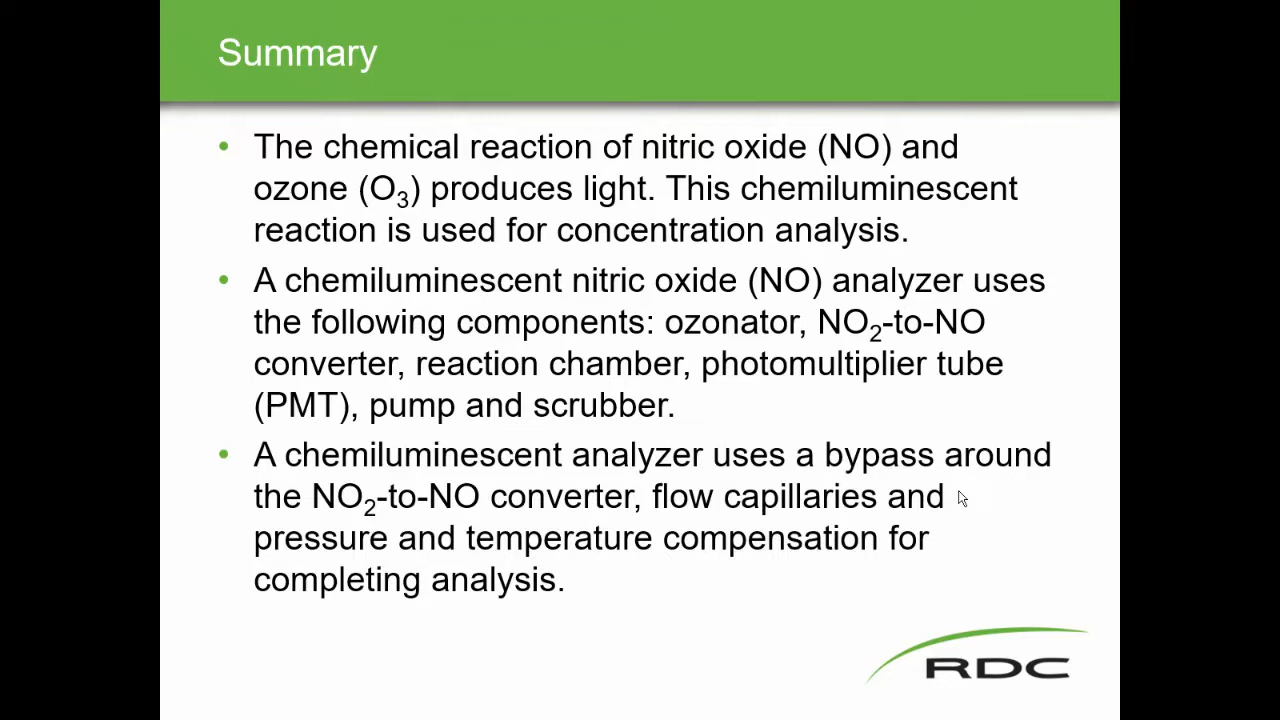 Summary
• The chemical reaction of nitric oxide (NO) and
ozone (O₃) produces light. This chemiluminescent
reaction is used for concentration analysis.
• A chemiluminescent nitric oxide (NO) analyzer uses
the following components: ozonator, NO₂-to-NO
converter, reaction chamber, photomultiplier tube
(PMT), pump and scrubber.
• A chemiluminescent analyzer uses a bypass around
the NO₂-to-NO converter, flow capillaries and
pressure and temperature compensation for
completing analysis.
RDC